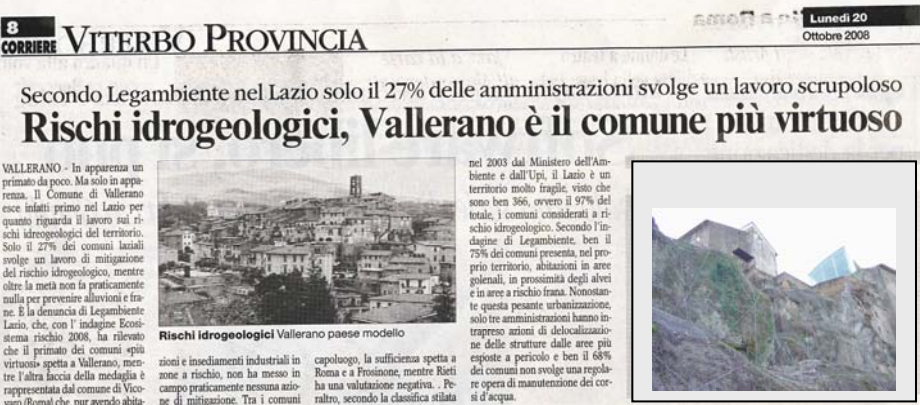 8
CORRIERE VITERBO PROVINCIA
Lunedì 20
Ottobre 2008
Secondo Legambiente nel Lazio solo il 27% delle amministrazioni svolge un lavoro scrupoloso
Rischi idrogeologici, Vallerano è il comune più virtuoso
VALLERANO - In apparenza un
primato da poco. Ma solo in appa-
renza. Il Comune di Vallerano
esce infatti primo nel Lazio per
quanto riguarda il lavoro sui ri-
schi idreogeologici del territorio.
Solo il 27% dei comuni laziali
svolge un lavoro di mitigazione
del rischio idrogeologico, mentre
oltre la metà non fa praticamente
nulla per prevenire alluvioni e fra-
ne. È la denuncia di Legambiente
Lazio, che, con l' indagine Ecosi-
stema rischio 2008, ha rilevato
che il primato dei comuni «più
virtuosi» spetta a Vallerano, men-
tre l'altra faccia della medaglia è
rappresentata dal comune di Vico-
varo (Roma) che, pur avendo abita-
Rischi idrogeologici Vallerano paese modello
zioni e insediamenti industriali in
zone a rischio, non ha messo in
campo praticamente nessuna azio-
ne di mitigazione. Tra i comuni
capoluogo, la sufficienza spetta a
Roma e a Frosinone, mentre Rieti
ha una valutazione negativa. . Pe-
raltro, secondo la classifica stilata
nel 2003 dal Ministero dell'Am-
biente e dall'Upi, il Lazio è un
territorio molto fragile, visto che
sono ben 366, ovvero il 97% del
totale, i comuni considerati a ri-
schio idrogeologico. Secondo l'in-
dagine di Legambiente, ben il
75% dei comuni presenta, nel pro-
prio territorio, abitazioni in aree
golenali, in prossimità degli alvei
e in aree a rischio frana. Nonostan-
te questa pesante urbanizzazione,
solo tre amministrazioni hanno in-
trapreso azioni di delocalizzazio-
ne delle strutture dalle aree più
esposte a pericolo e ben il 68%
dei comuni non svolge una regola-
re opera di manutenzione dei cor-
si d'acqua.